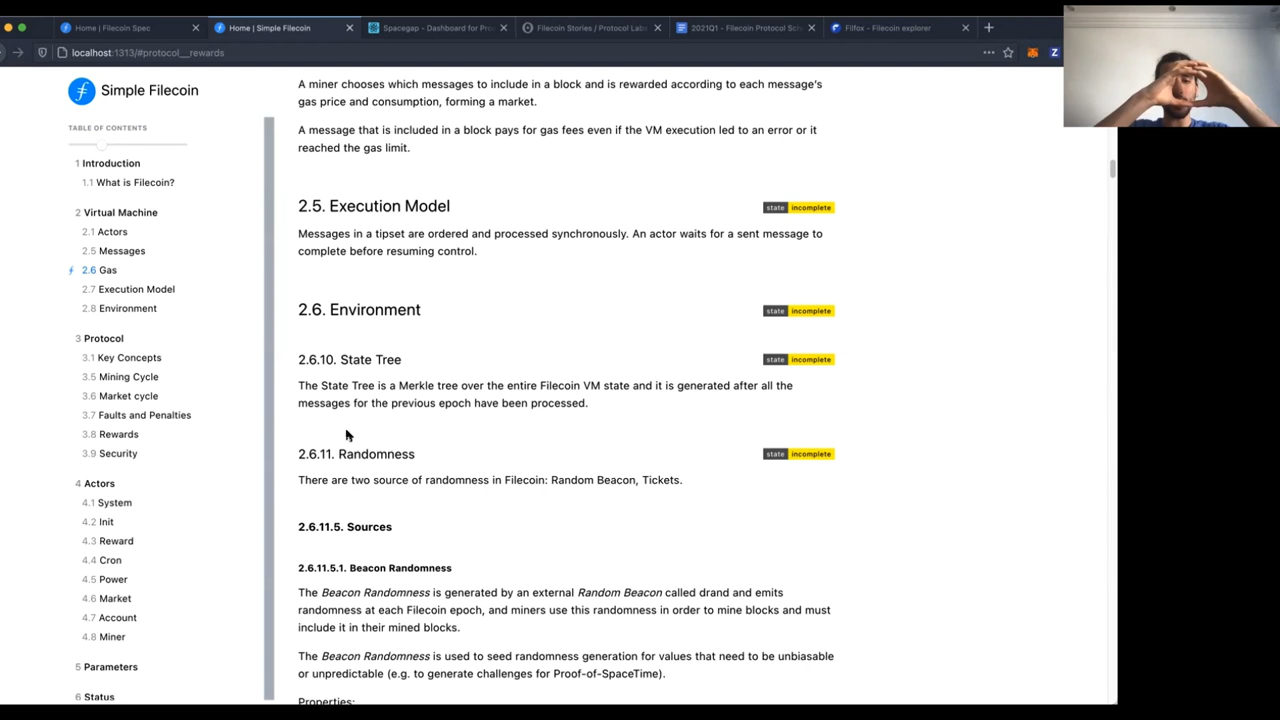 Home | Filecoin Spec
Home | Simple Filecoin
Spacegap - Dashboard for Pro
Filecoin Stories / Protocol Labs
2021Q1 - Filecoin Protocol Sch
Filfox - Filecoin explorer
localhost:1313/#protocol__rewards
Simple Filecoin
TABLE OF CONTENTS
1 Introduction
1.1 What is Filecoin?
2 Virtual Machine
2.1 Actors
2.5 Messages
2.6 Gas
2.7 Execution Model
2.8 Environment
3 Protocol
3.1 Key Concepts
3.5 Mining Cycle
3.6 Market cycle
3.7 Faults and Penalties
3.8 Rewards
3.9 Security
4 Actors
4.1 System
4.2 Init
4.3 Reward
4.4 Cron
4.5 Power
4.6 Market
4.7 Account
4.8 Miner
5 Parameters
6 Status
A miner chooses which messages to include in a block and is rewarded according to each message's
gas price and consumption, forming a market.
A message that is included in a block pays for gas fees even if the VM execution led to an error or it
reached the gas limit.
2.5. Execution Model
state incomplete
Messages in a tipset are ordered and processed synchronously. An actor waits for a sent message to
complete before resuming control.
2.6. Environment
state incomplete
2.6.10. State Tree
state incomplete
The State Tree is a Merkle tree over the entire Filecoin VM state and it is generated after all the
messages for the previous epoch have been processed.
2.6.11. Randomness
state incomplete
There are two source of randomness in Filecoin: Random Beacon, Tickets.
2.6.11.5. Sources
2.6.11.5.1. Beacon Randomness
The Beacon Randomness is generated by an external Random Beacon called drand and emits
randomness at each Filecoin epoch, and miners use this randomness in order to mine blocks and must
include it in their mined blocks.
The Beacon Randomness is used to seed randomness generation for values that need to be unbiasable
or unpredictable (e.g. to generate challenges for Proof-of-SpaceTime).
Properties: